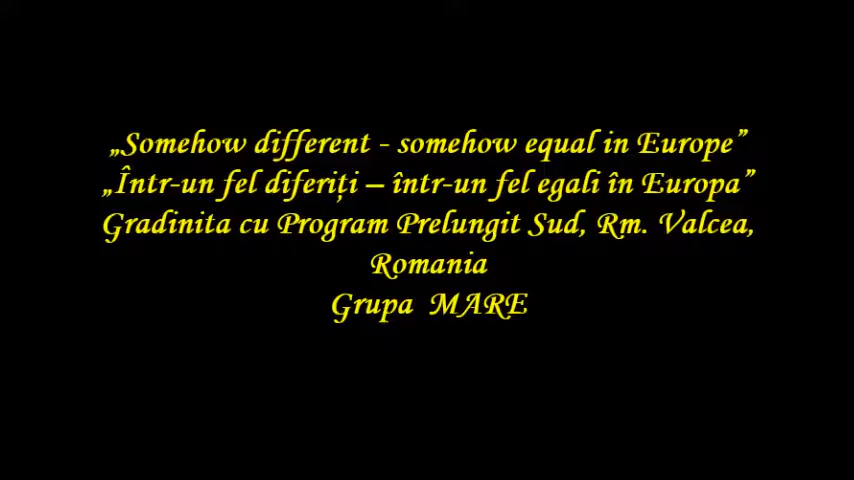 „Somehow different - somehow equal in Europe”
„Într-un fel diferiți – într-un fel egali în Europa”
Gradinita cu Program Prelungit Sud, Rm. Valcea,
Romania
Grupa MARE